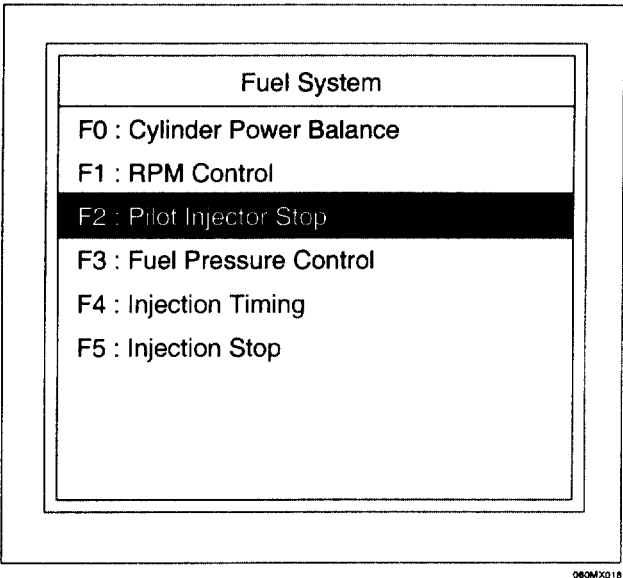 Fuel System
F0 : Cylinder Power Balance
F1 : RPM Control
F2 : Pilot Injector Stop
F3 : Fuel Pressure Control
F4 : Injection Timing
F5 : Injection Stop
060MX018